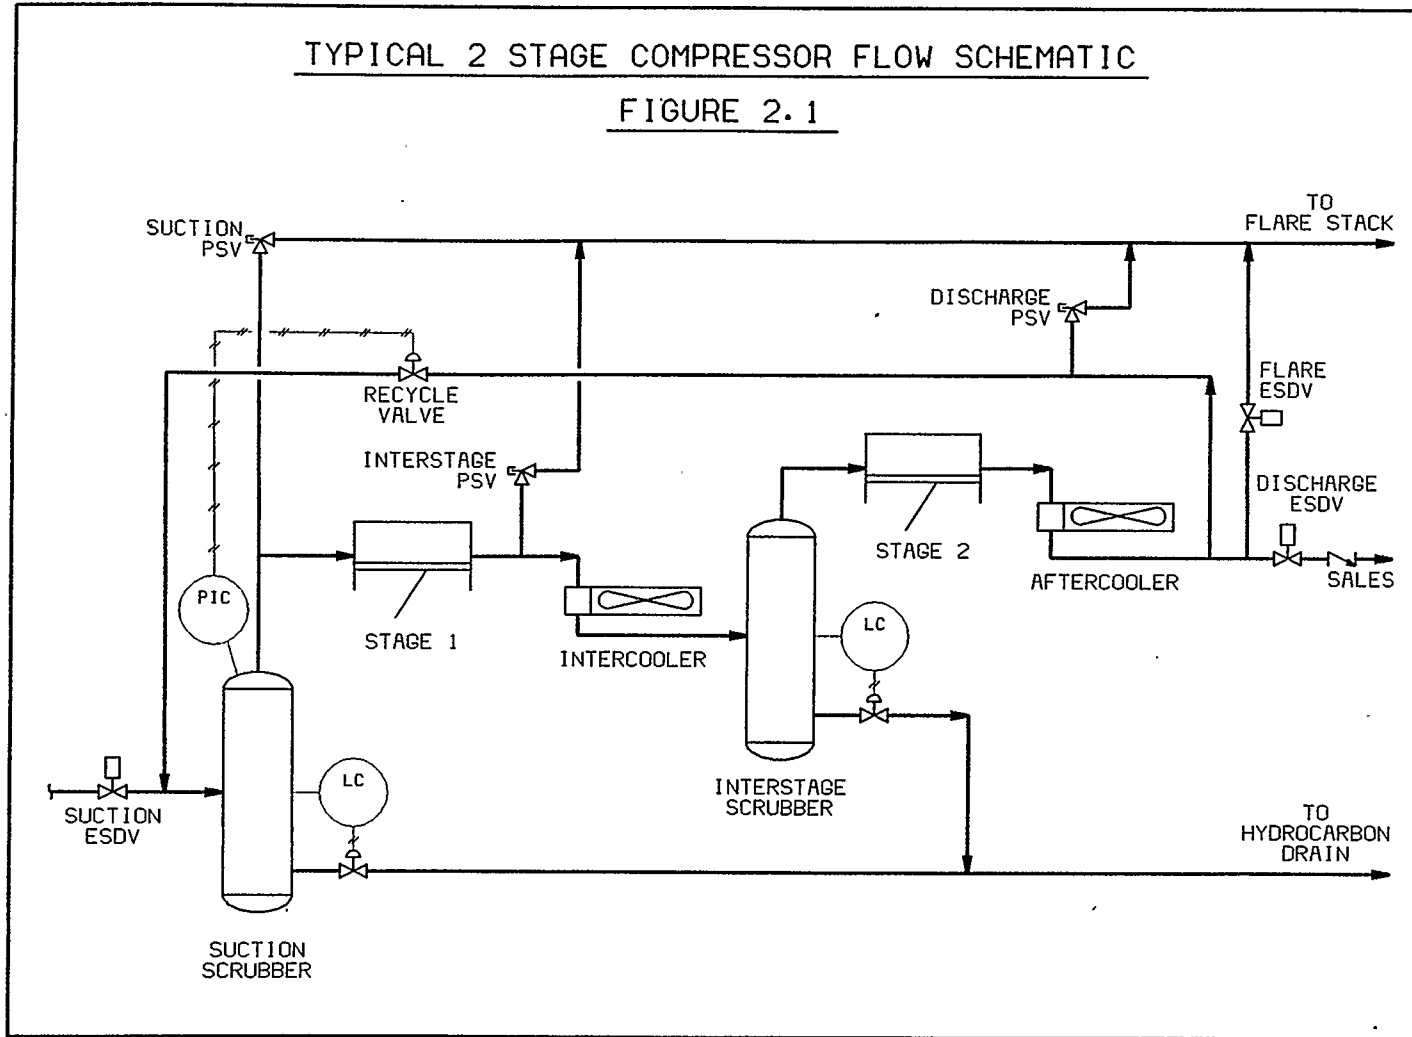 TYPICAL 2 STAGE COMPRESSOR FLOW SCHEMATIC
FIGURE 2.1
TO
FLARE STACK
SUCTION
PSV
DISCHARGE
PSV
FLARE
ESDV
RECYCLE
VALVE
INTERSTAGE
PSV
DISCHARGE
ESDV
STAGE 2
AFTERCOOLER
SALES
PIC
STAGE 1
INTERCOOLER
LC
LC
INTERSTAGE
SCRUBBER
SUCTION
ESDV
TO
HYDROCARBON
DRAIN
SUCTION
SCRUBBER